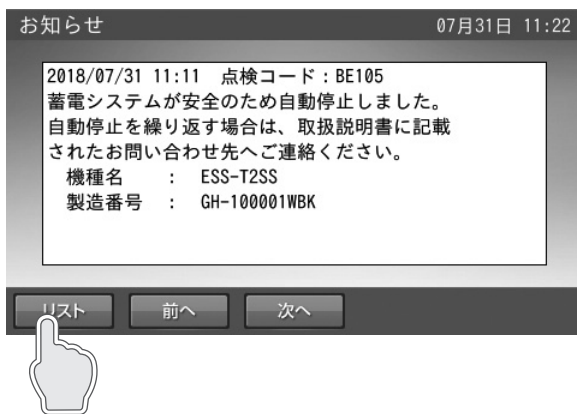 お知らせ 07月31日 11:22
2018/07/31 11:11 点検コード：BE105
蓄電システムが安全のため自動停止しました。
自動停止を繰り返す場合は、取扱説明書に記載
されたお問い合わせ先へご連絡ください。
機種名 ： ESS-T2SS
製造番号 ： GH-100001WBK
リスト 前へ 次へ